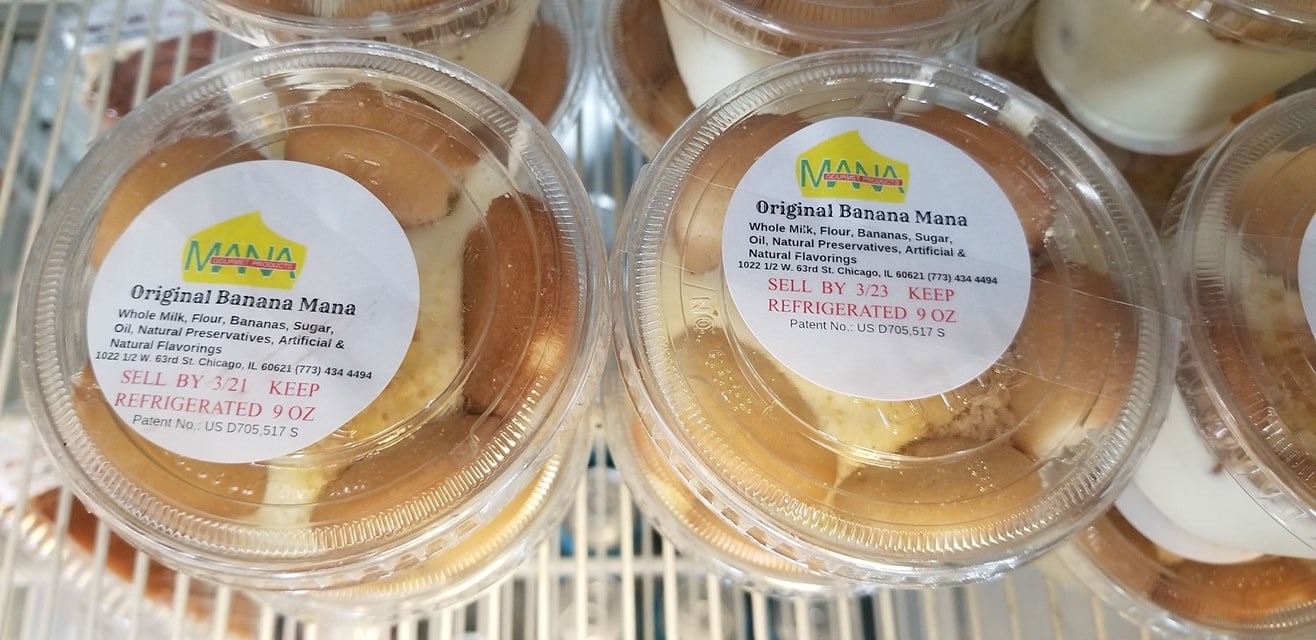 MANA
GOURMET PRODUCTS
Original Banana Mana
Whole Milk, Flour, Bananas, Sugar,
Oil, Natural Preservatives, Artificial &
Natural Flavorings
1022 1/2 W. 63rd St. Chicago, IL 60621 (773) 434 4494
SELL BY 3/21 KEEP
REFRIGERATED 9 OZ
Patent No.: US D705,517 S
MANA
GOURMET PRODUCTS
Original Banana Mana
Whole Milk, Flour, Bananas, Sugar,
Oil, Natural Preservatives, Artificial &
Natural Flavorings
1022 1/2 W. 63rd St. Chicago, IL 60621 (773) 434 4494
SELL BY 3/23 KEEP
REFRIGERATED 9 OZ
Patent No.: US D705,517 S